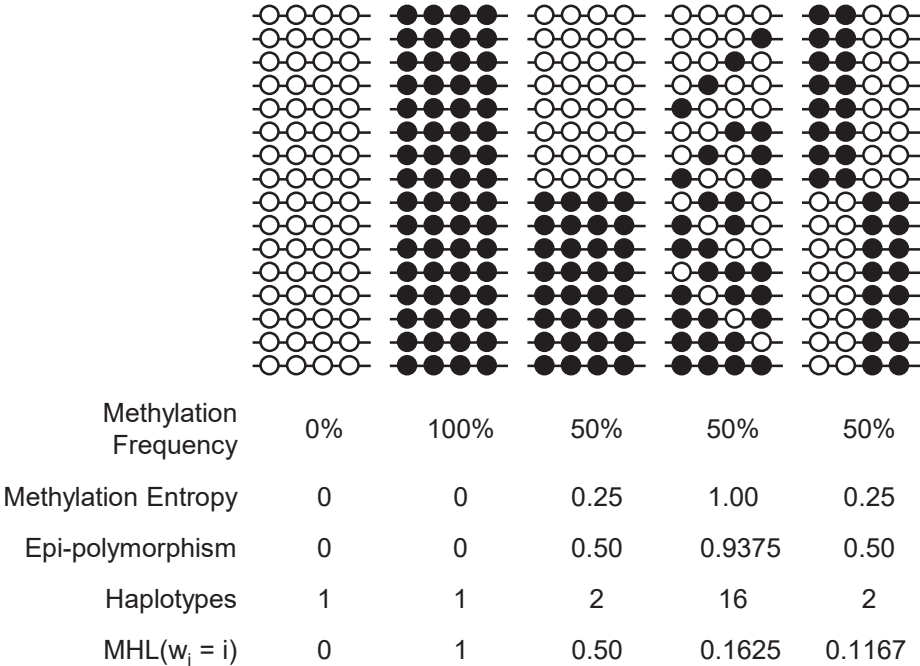 Methylation
Frequency 0% 100% 50% 50% 50%
Methylation Entropy 0 0 0.25 1.00 0.25
Epi-polymorphism 0 0 0.50 0.9375 0.50
Haplotypes 1 1 2 16 2
MHL(wᵢ = i) 0 1 0.50 0.1625 0.1167